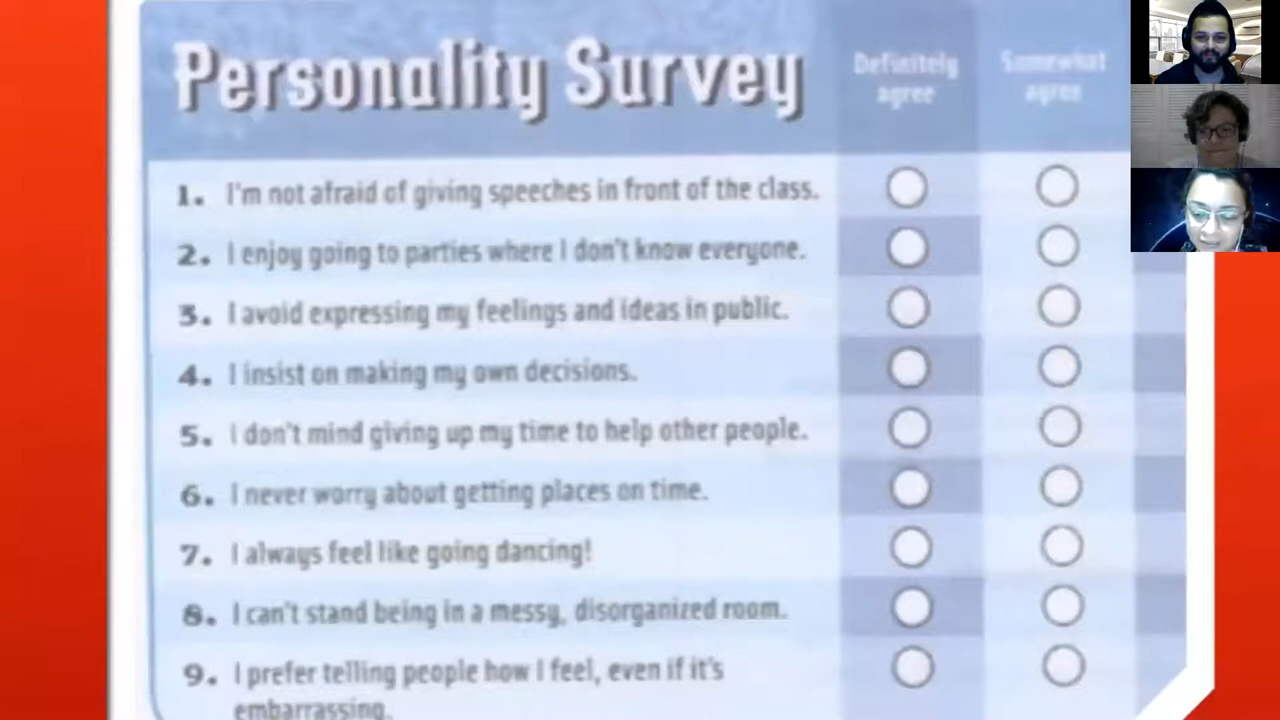 Personality Survey
Definitely
agree
Somewhat
agree
1. I'm not afraid of giving speeches in front of the class.
2. I enjoy going to parties where I don't know everyone.
3. I avoid expressing my feelings and ideas in public.
4. I insist on making my own decisions.
5. I don't mind giving up my time to help other people.
6. I never worry about getting places on time.
7. I always feel like going dancing!
8. I can't stand being in a messy, disorganized room.
9. I prefer telling people how I feel, even if it's
embarrassing.